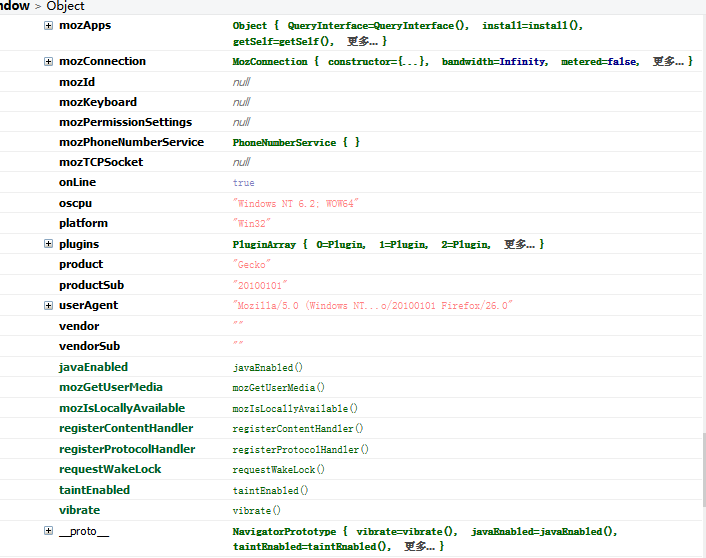 ndow > Object
mozApps Object { QueryInterface=QueryInterface(), install=install(),
getSelf=getSelf(), 更多... }
mozConnection MozConnection { constructor={...}, bandwidth=Infinity, metered=false, 更多... }
mozId null
mozKeyboard null
mozPermissionSettings null
mozPhoneNumberService PhoneNumberService { }
mozTCPSocket null
onLine true
oscpu "Windows NT 6.2; WOW64"
platform "Win32"
plugins PluginArray { 0=Plugin, 1=Plugin, 2=Plugin, 更多... }
product "Gecko"
productSub "20100101"
userAgent "Mozilla/5.0 (Windows NT...o/20100101 Firefox/26.0"
vendor ""
vendorSub ""
javaEnabled javaEnabled()
mozGetUserMedia mozGetUserMedia()
mozIsLocallyAvailable mozIsLocallyAvailable()
registerContentHandler registerContentHandler()
registerProtocolHandler registerProtocolHandler()
requestWakeLock requestWakeLock()
taintEnabled taintEnabled()
vibrate vibrate()
__proto__ NavigatorPrototype { vibrate=vibrate(), javaEnabled=javaEnabled(),
taintEnabled=taintEnabled(), 更多... }